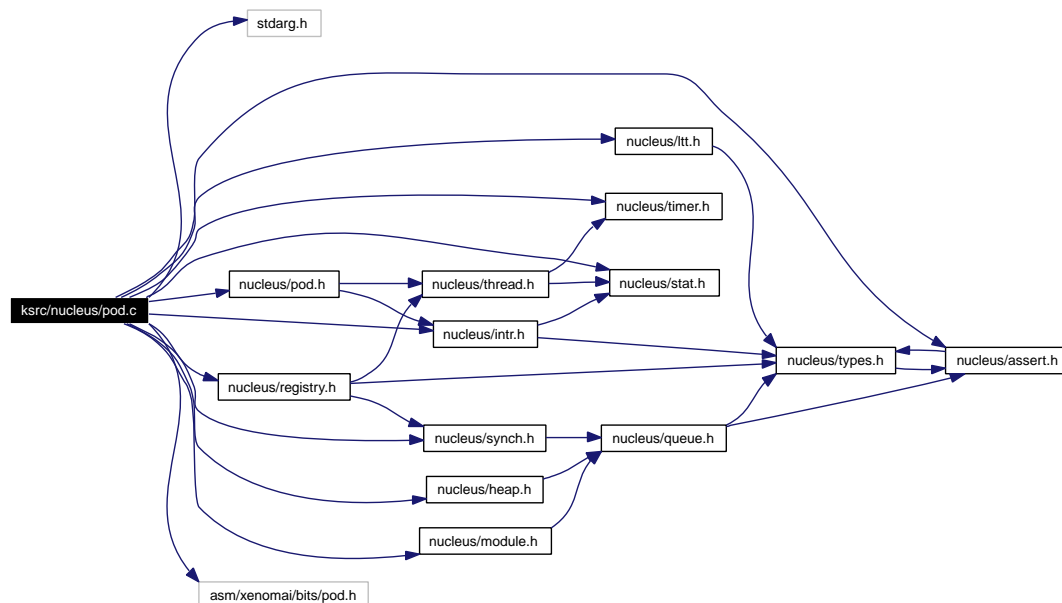 stdarg.h
nucleus/ltt.h
nucleus/timer.h
nucleus/pod.h
nucleus/thread.h
nucleus/stat.h
ksrc/nucleus/pod.c
nucleus/intr.h
nucleus/types.h
nucleus/assert.h
nucleus/registry.h
nucleus/synch.h
nucleus/queue.h
nucleus/heap.h
nucleus/module.h
asm/xenomai/bits/pod.h